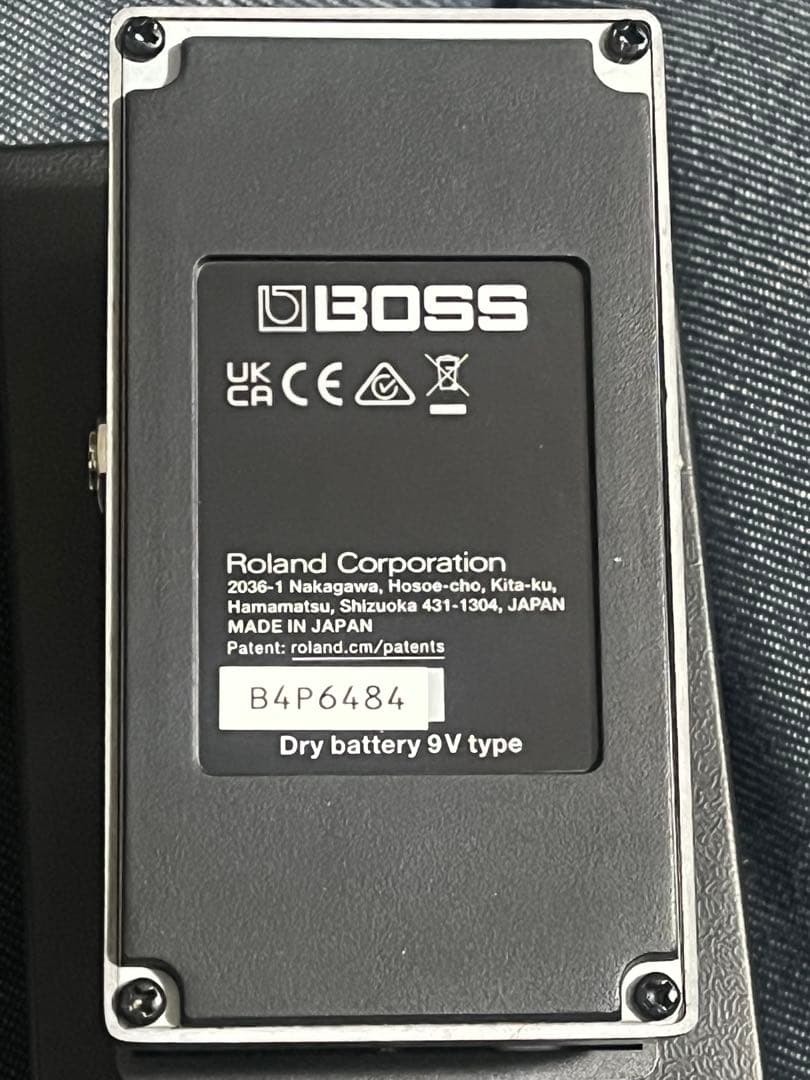 BOSS
UK
CA CE
Roland Corporation
2036-1 Nakagawa, Hosoe-cho, Kita-ku,
Hamamatsu, Shizuoka 431-1304, JAPAN
MADE IN JAPAN
Patent: roland.cm/patents
B4P6484
Dry battery 9V type